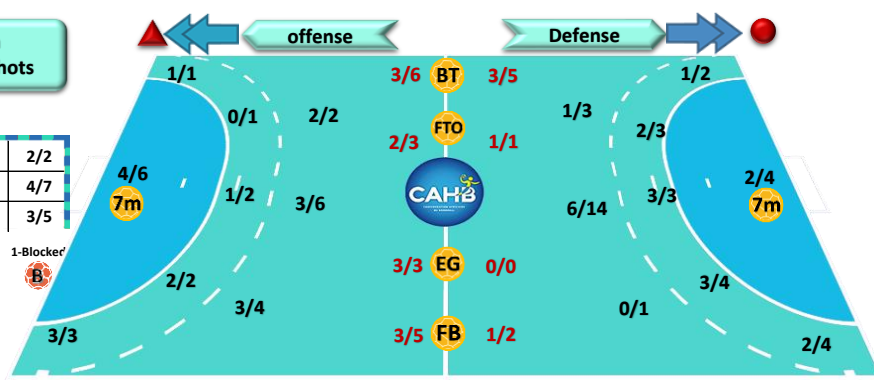 offense
Defense
hots
1/1
3/6 BT 3/5
1/2
0/1
2/2
1/3
2/3
2/3 FTO 1/1
2/2
4/7
3/5
4/6
7m
1/2
3/6
CAHB
6/14
3/3
2/4
7m
1-Blocked
B
3/3 EG 0/0
2/2
3/4
3/4
0/1
3/3
3/5 FB 1/2
2/4